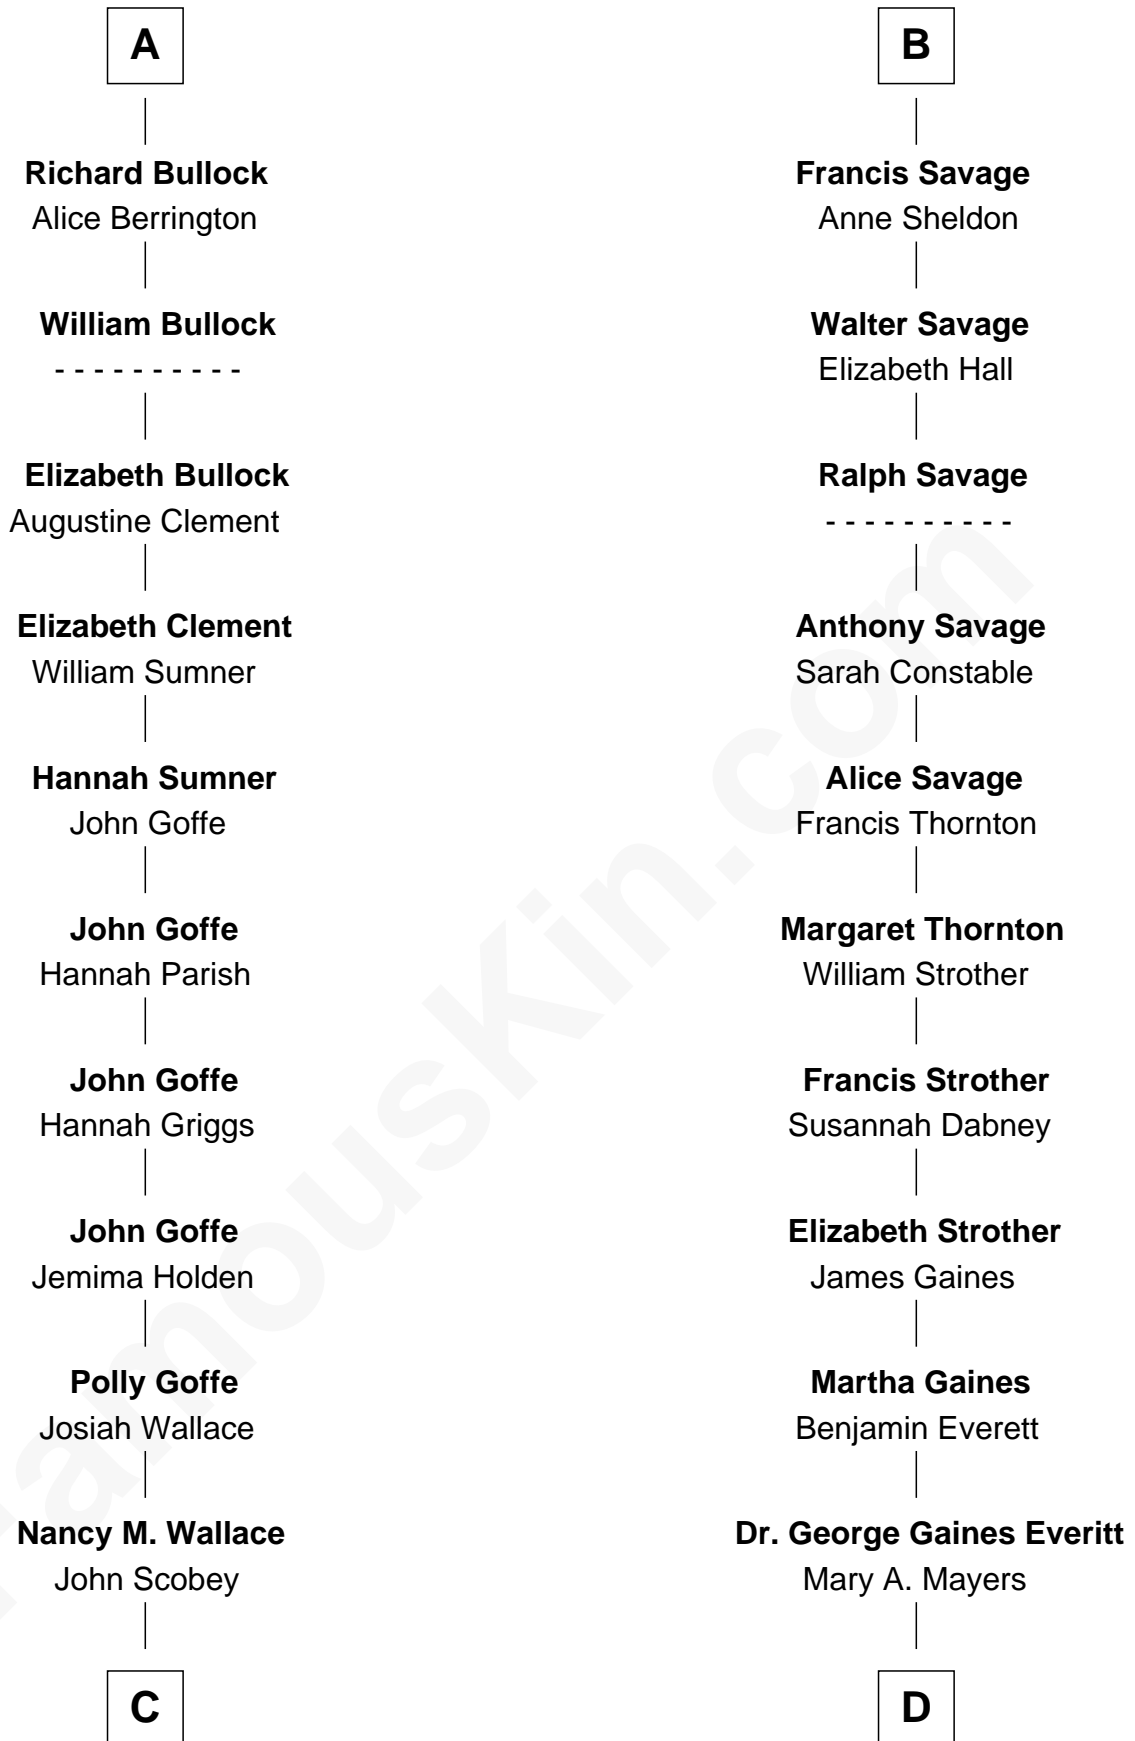 A
Richard Bullock
Alice Berrington
William Bullock
- - - - - - - - - -
Elizabeth Bullock
Augustine Clement
Elizabeth Clement
William Sumner
Hannah Sumner
John Goffe
John Goffe
Hannah Parish
John Goffe
Hannah Griggs
John Goffe
Jemima Holden
Polly Goffe
Josiah Wallace
Nancy M. Wallace
John Scobey
C
B
Francis Savage
Anne Sheldon
Walter Savage
Elizabeth Hall
Ralph Savage
- - - - - - - - - -
Anthony Savage
Sarah Constable
Alice Savage
Francis Thornton
Margaret Thornton
William Strother
Francis Strother
Susannah Dabney
Elizabeth Strother
James Gaines
Martha Gaines
Benjamin Everett
Dr. George Gaines Everitt
Mary A. Mayers
D
FamousKin.com